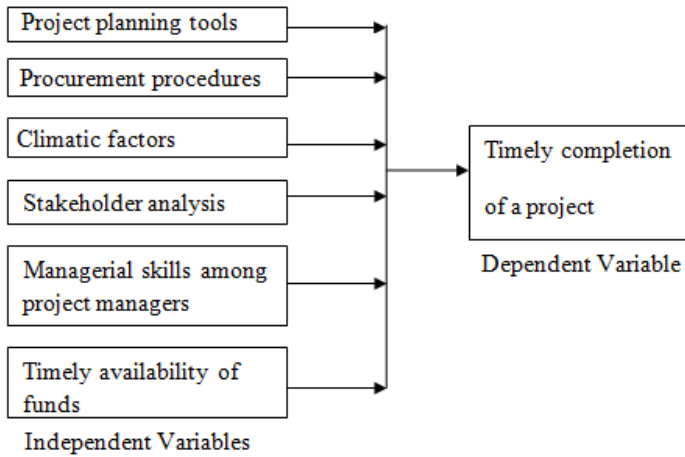 Project planning tools
Procurement procedures
Climatic factors
Stakeholder analysis
Managerial skills among
project managers
Timely availability of
funds
Independent Variables
Timely completion
of a project
Dependent Variable